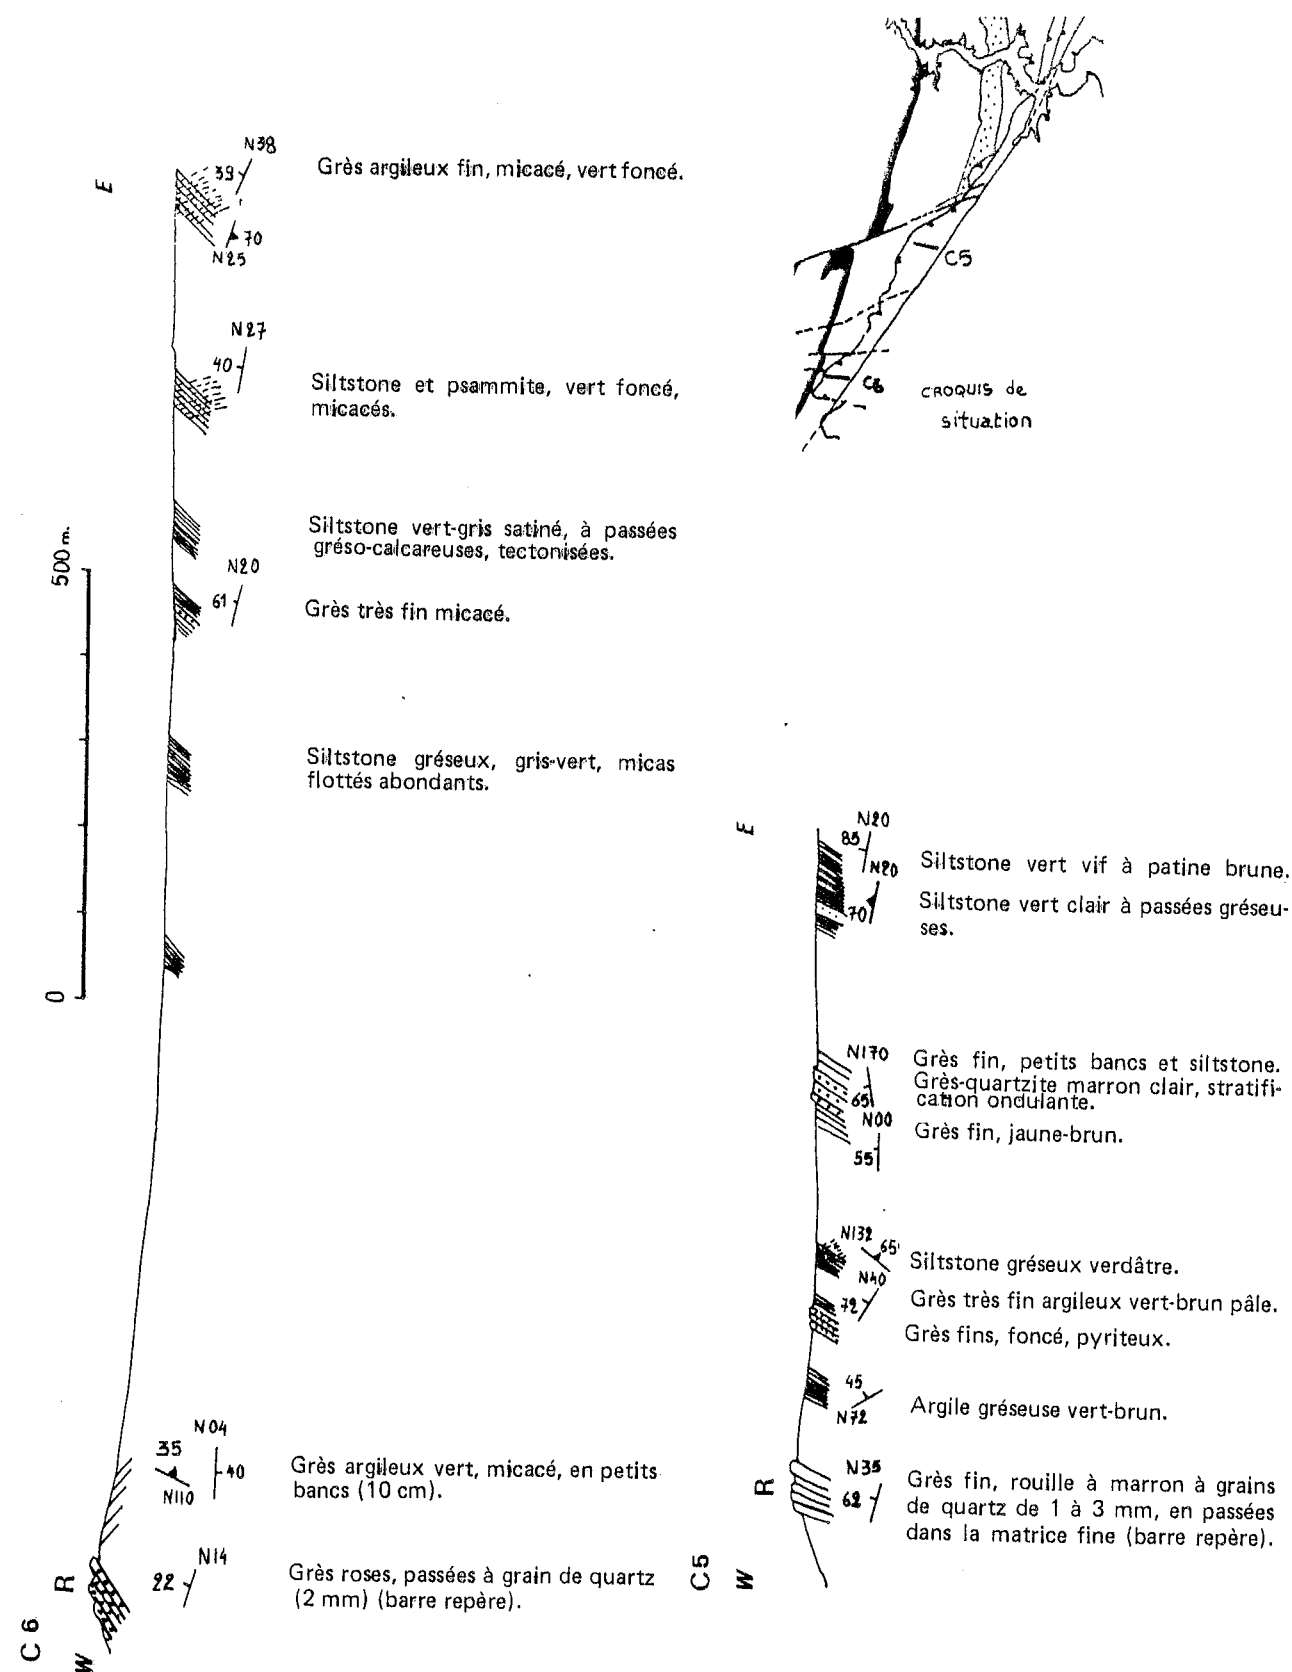 E
N38
39
Grès argileux fin, micacé, vert foncé.
70
N25
N27
40
Siltstone et psammite, vert foncé,
micacés.
Siltstone vert-gris satiné, à passées
gréso-calcareuses, tectonisées.
N20
61
Grès très fin micacé.
500 m.
0
Siltstone gréseux, gris-vert, micas
flottés abondants.
N04
35
40
N110
Grès argileux vert, micacé, en petits
bancs (10 cm).
N14
22
Grès roses, passées à grain de quartz
(2 mm) (barre repère).
R
C 6
W
C5
C6
CROQUIS de
situation
E
N20
85
N20
70
Siltstone vert vif à patine brune.
Siltstone vert clair à passées gréseu-
ses.
N170
65
N00
55
Grès fin, petits bancs et siltstone.
Grès-quartzite marron clair, stratifi-
cation ondulante.
Grès fin, jaune-brun.
N132
65
Siltstone gréseux verdâtre.
N40
72
Grès très fin argileux vert-brun pâle.
Grès fins, foncé, pyriteux.
45
N72
Argile gréseuse vert-brun.
N35
62
Grès fin, rouille à marron à grains
de quartz de 1 à 3 mm, en passées
dans la matrice fine (barre repère).
R
C5
W